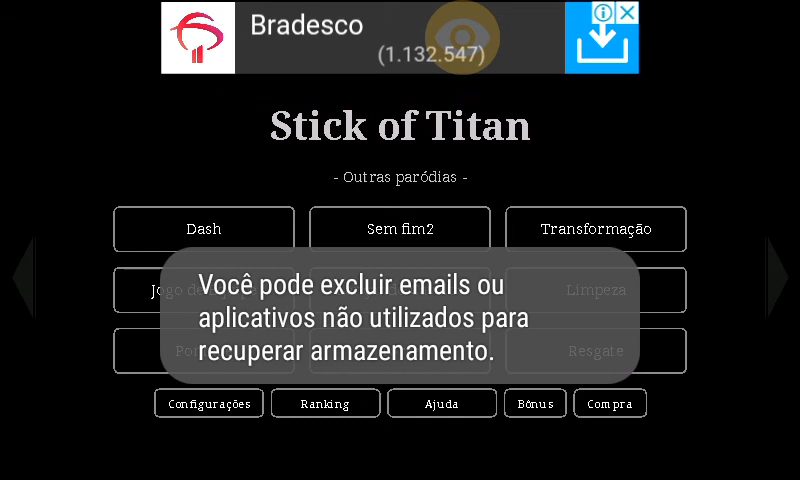 Bradesco
(1.132.547)
Stick of Titan
- Outras paródias -
Dash
Sem fim2
Transformação
Limpeza
Você pode excluir emails ou
aplicativos não utilizados para
recuperar armazenamento.
Resgate
Configurações
Ranking
Ajuda
Bônus
Compra